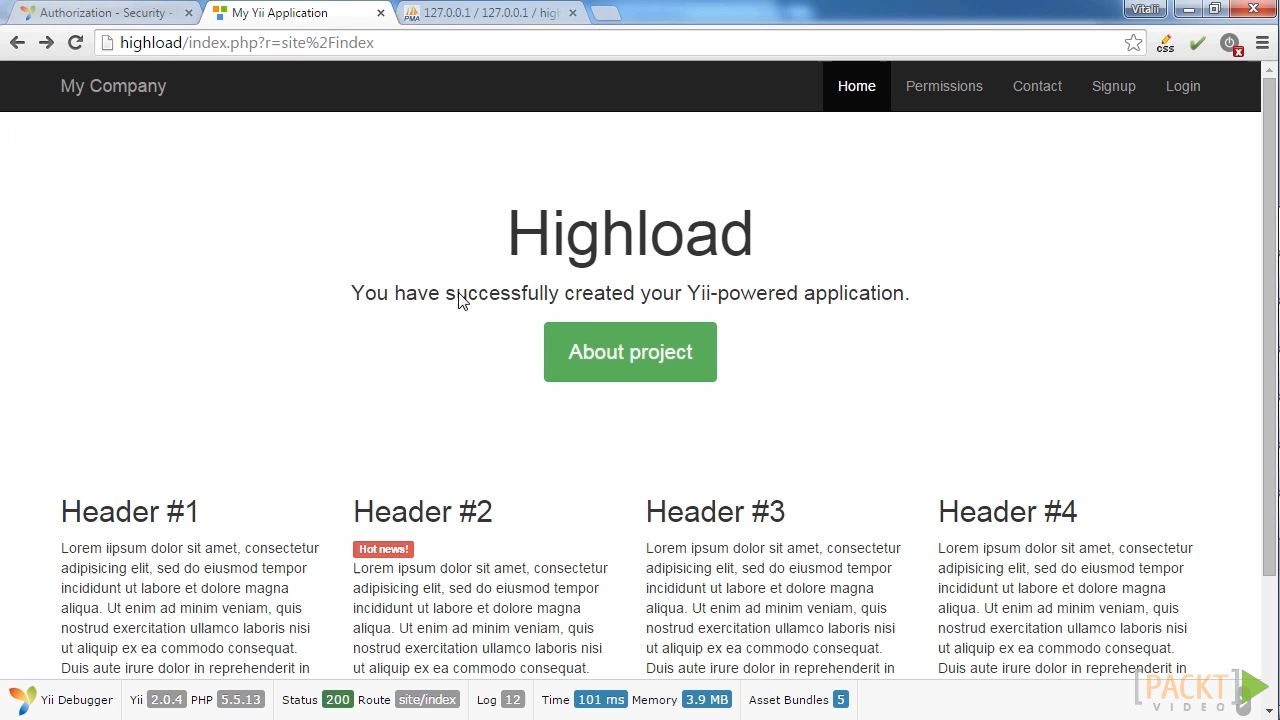 Authorization - Security -
My Yii Application
127.0.0.1 / 127.0.0.1 / higl
Vitalii
highload/index.php?r=site%2Findex
css
My Company
Home
Permissions
Contact
Signup
Login
Highload
You have successfully created your Yii-powered application.
About project
Header #1
Lorem iipsum dolor sit amet, consectetur
adipisicing elit, sed do eiusmod tempor
incididunt ut labore et dolore magna
aliqua. Ut enim ad minim veniam, quis
nostrud exercitation ullamco laboris nisi
ut aliquip ex ea commodo consequat.
Duis aute irure dolor in reprehenderit in
Header #2
Hot news!
Lorem ipsum dolor sit amet, consectetur
adipisicing elit, sed do eiusmod tempor
incididunt ut labore et dolore magna
aliqua. Ut enim ad minim veniam, quis
nostrud exercitation ullamco laboris nisi
ut aliquip ex ea commodo consequat.
Header #3
Lorem ipsum dolor sit amet, consectetur
adipisicing elit, sed do eiusmod tempor
incididunt ut labore et dolore magna
aliqua. Ut enim ad minim veniam, quis
nostrud exercitation ullamco laboris nisi
ut aliquip ex ea commodo consequat.
Duis aute irure dolor in reprehenderit in
Header #4
Lorem ipsum dolor sit amet, consectetur
adipisicing elit, sed do eiusmod tempor
incididunt ut labore et dolore magna
aliqua. Ut enim ad minim veniam, quis
nostrud exercitation ullamco laboris nisi
ut aliquip ex ea commodo consequat.
Duis aute irure dolor in reprehenderit in
Yii Debugger
Yii 2.0.4 PHP 5.5.13
Status 200 Route site/index
Log 12
Time 101 ms Memory 3.9 MB
Asset Bundles 5
PACKT
VIDEO